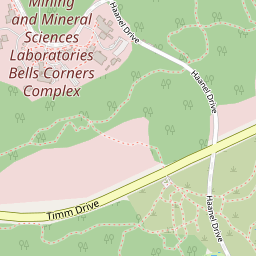 Mining
and Mineral
Sciences
Laboratories
Bells Corners
Complex
Haanel Drive
Haanel Drive
Haanel Drive
Timm Drive